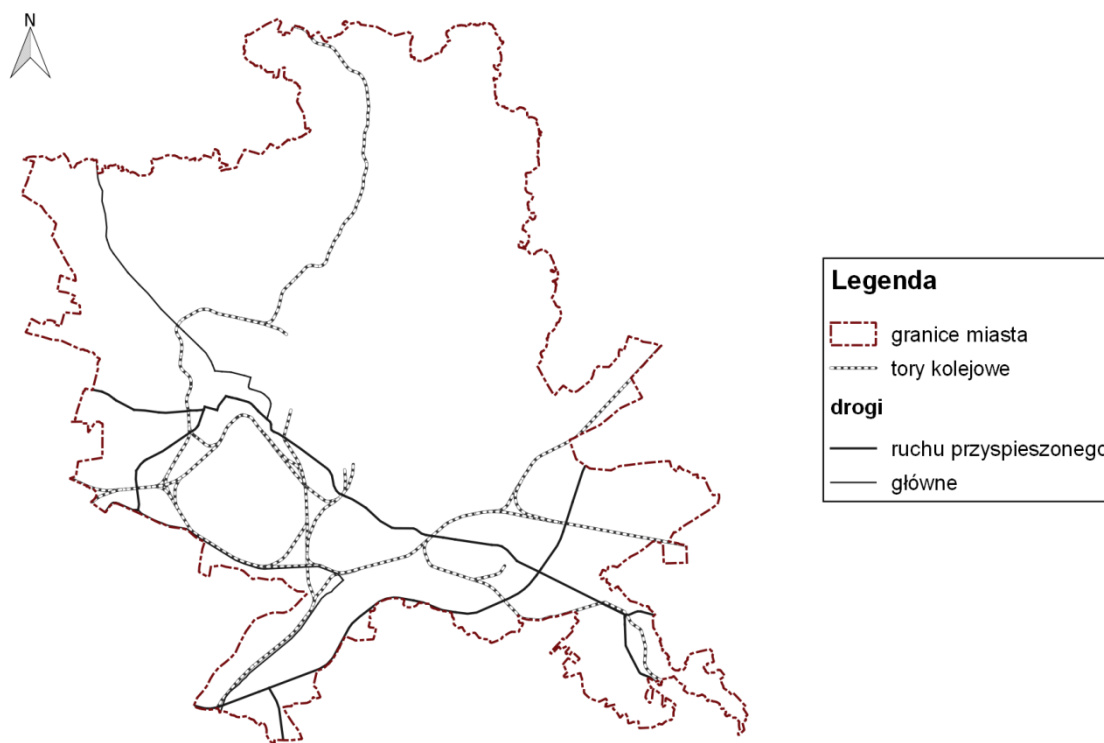 N
Legenda
granice miasta
tory kolejowe
drogi
ruchu przyspieszonego
główne